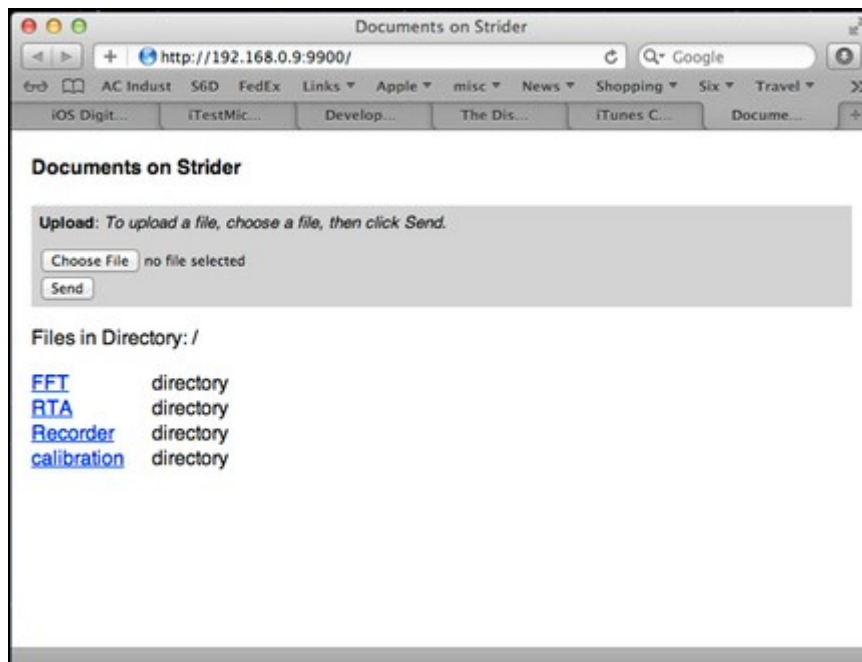 Documents on Strider
http://192.168.0.9:9900/
Google
AC Indust S6D FedEx Links Apple misc News Shopping Six Travel
iOS Digit... iTestMic... Develop... The Dis... iTunes C... Docume...
Documents on Strider
Upload: To upload a file, choose a file, then click Send.
Choose File no file selected
Send
Files in Directory: /
FFT directory
RTA directory
Recorder directory
calibration directory